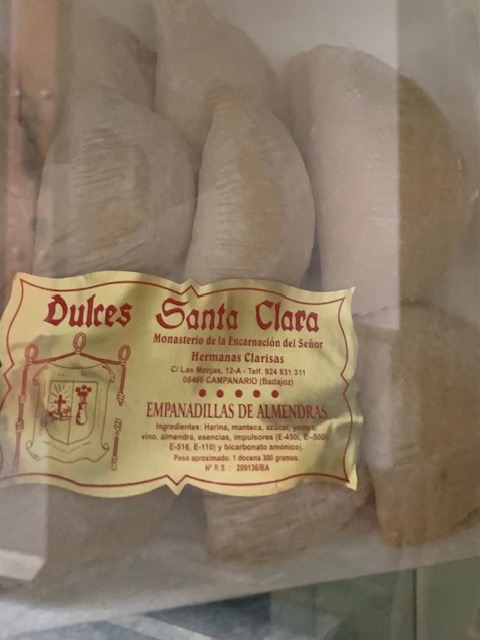 Dulces Santa Clara
Monasterio de la Encarnación del Señor
Hermanas Clarisas
C/ Las Monjas, 12-A - Telf. 924 831 311
06460 CAMPANARIO (Badajoz)
EMPANADILLAS DE ALMENDRAS
Ingredientes: Harina, manteca, azúcar, yemas,
vino, almendra, esencias, impulsores (E-450i, E-500ii
E-516, E-110) y bicarbonato amónico).
Peso aproximado: 1 docena 300 gramos
Nº R.S.: 209136/BA